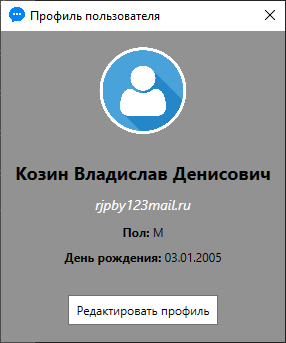 Профиль пользователя
Козин Владислав Денисович
rjpby123mail.ru
Пол: М
День рождения: 03.01.2005
Редактировать профиль